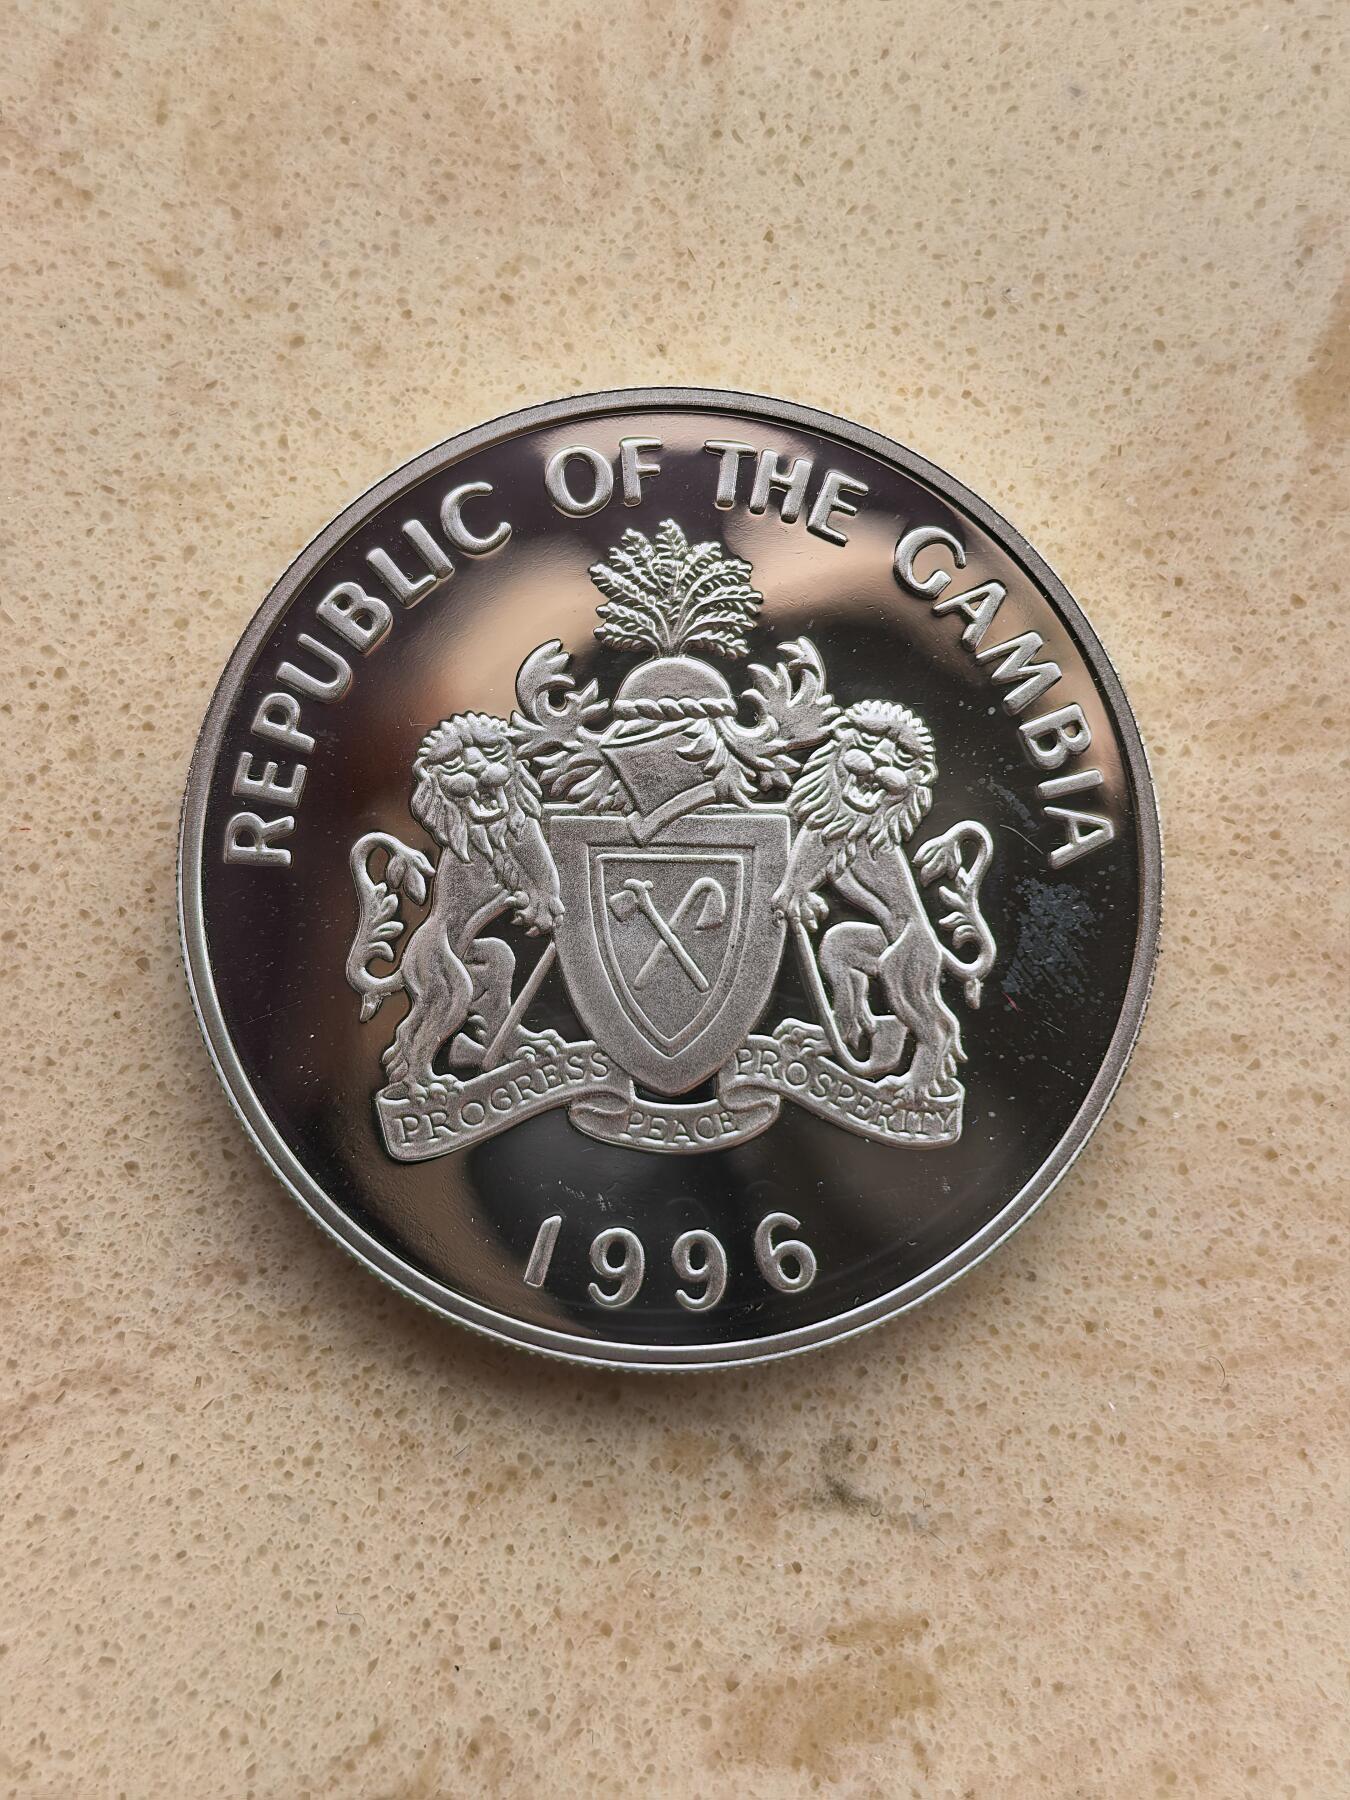 REPUBLIC OF THE GAMBIA
PROGRESS PEACE PROSPERITY
1996